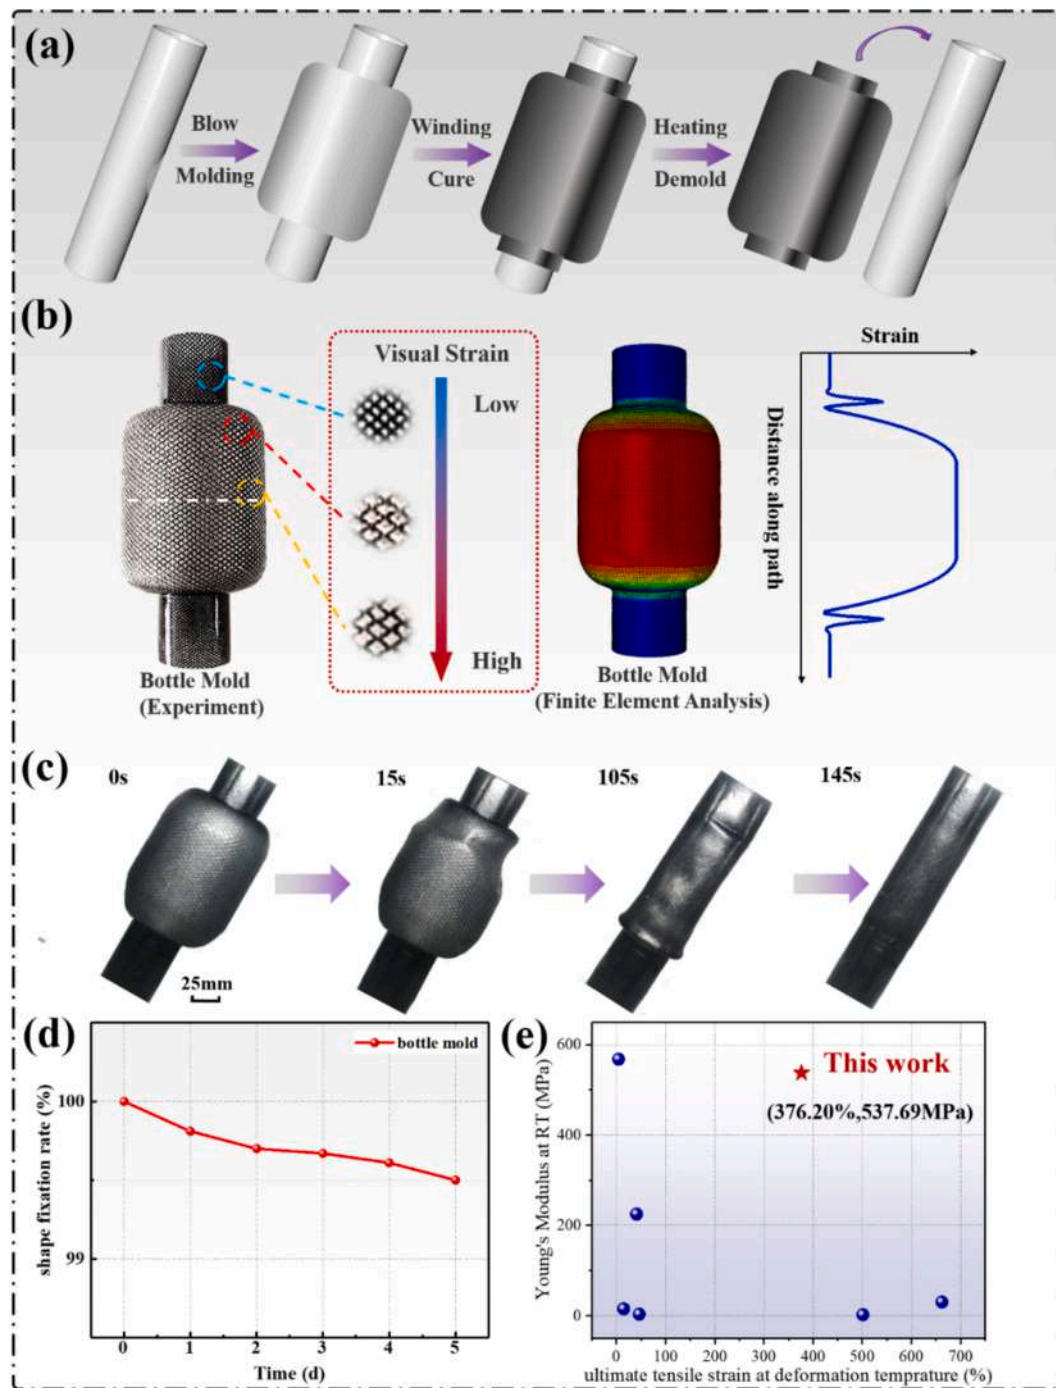 (a)
Blow
Molding
Winding
Cure
Heating
Demold
(b)
Visual Strain
Low
High
Bottle Mold
(Experiment)
Bottle Mold
(Finite Element Analysis)
Strain
Distance along path
(c)
0s
15s
105s
145s
25mm
(d)
bottle mold
shape fixation rate (%)
100
99
0 1 2 3 4 5
Time (d)
(e)
This work
(376.20%,537.69MPa)
Young's Modulus at RT (MPa)
600
400
200
0
0 100 200 300 400 500 600 700
ultimate tensile strain at deformation temprature (%)